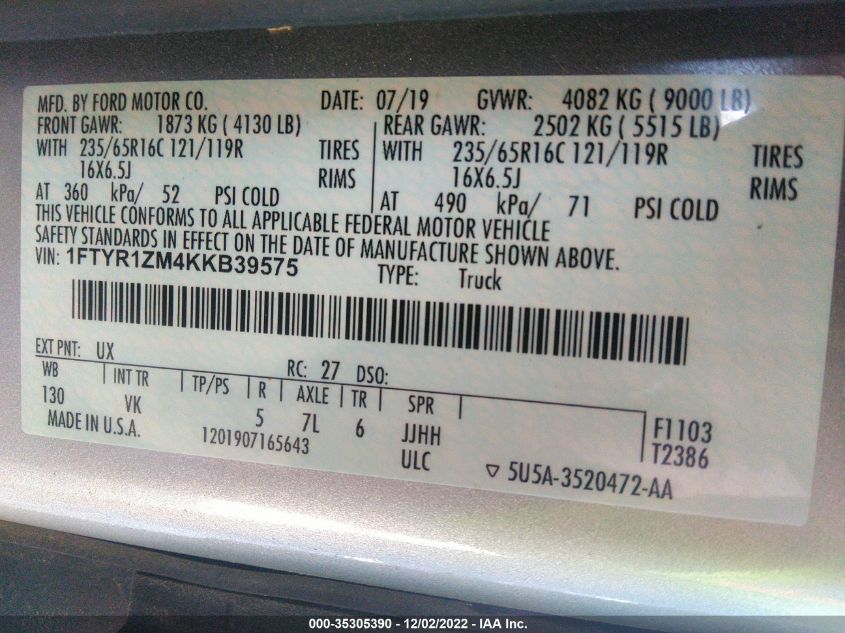 MFD. BY FORD MOTOR CO. DATE: 07/19 GVWR: 4082 KG ( 9000 LB)
FRONT GAWR: 1873 KG ( 4130 LB) REAR GAWR: 2502 KG ( 5515 LB)
WITH 235/65R16C 121/119R TIRES WITH 235/65R16C 121/119R TIRES
16X6.5J RIMS 16X6.5J RIMS
AT 360 kPa/ 52 PSI COLD AT 490 kPa/ 71 PSI COLD
THIS VEHICLE CONFORMS TO ALL APPLICABLE FEDERAL MOTOR VEHICLE
SAFETY STANDARDS IN EFFECT ON THE DATE OF MANUFACTURE SHOWN ABOVE.
VIN: 1FTYR1ZM4KKB39575 TYPE: Truck
EXT PNT: UX RC: 27 DSO:
WB INT TR TP/PS R AXLE TR SPR
130 VK 5 7L 6 JJHH F1103
MADE IN U.S.A. 1201907165643 ULC T2386
5U5A-3520472-AA
000-35305390 - 12/02/2022 - IAA Inc.